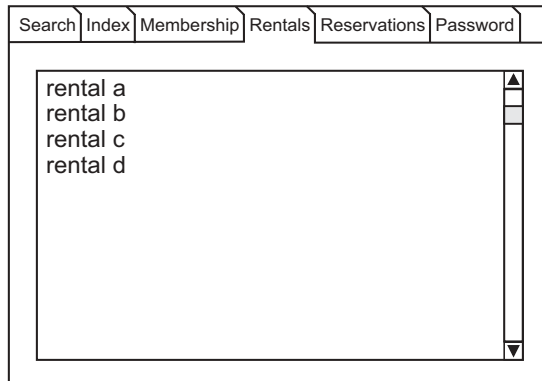 Search Index Membership Rentals Reservations Password
rental a
rental b
rental c
rental d